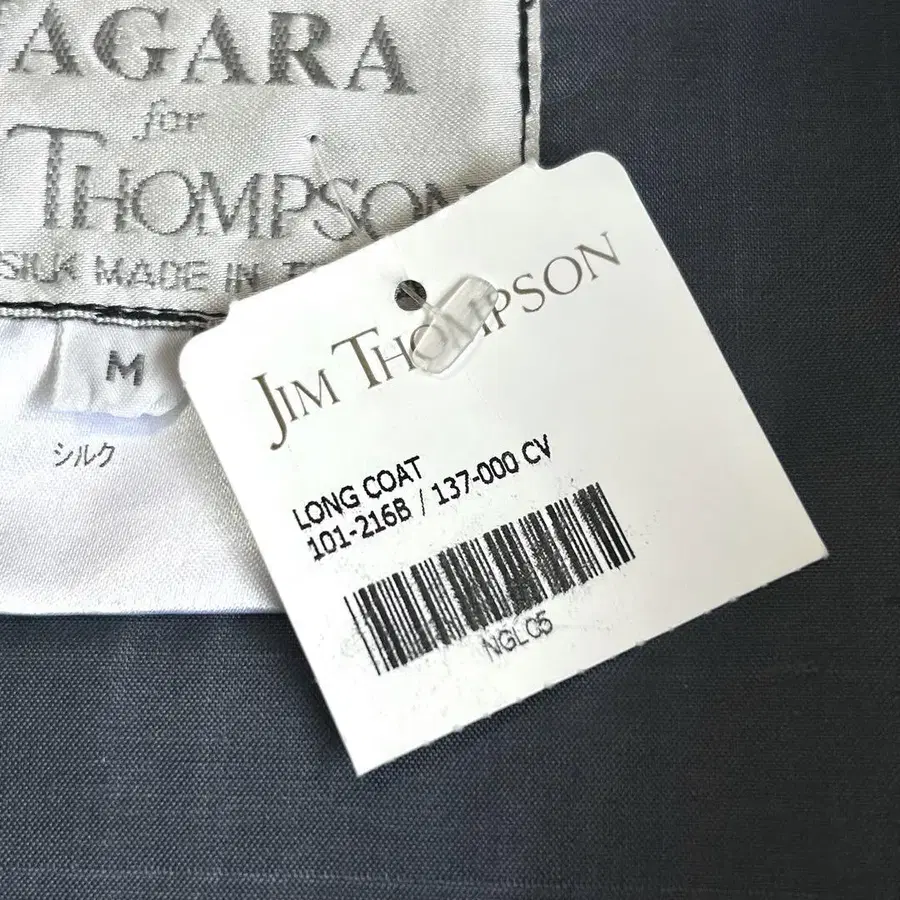 AGARA
for
THOMPSON
SILK MADE IN
M
シルク
JIM THOMPSON
LONG COAT
101-216B / 137-000 CV
NGL05